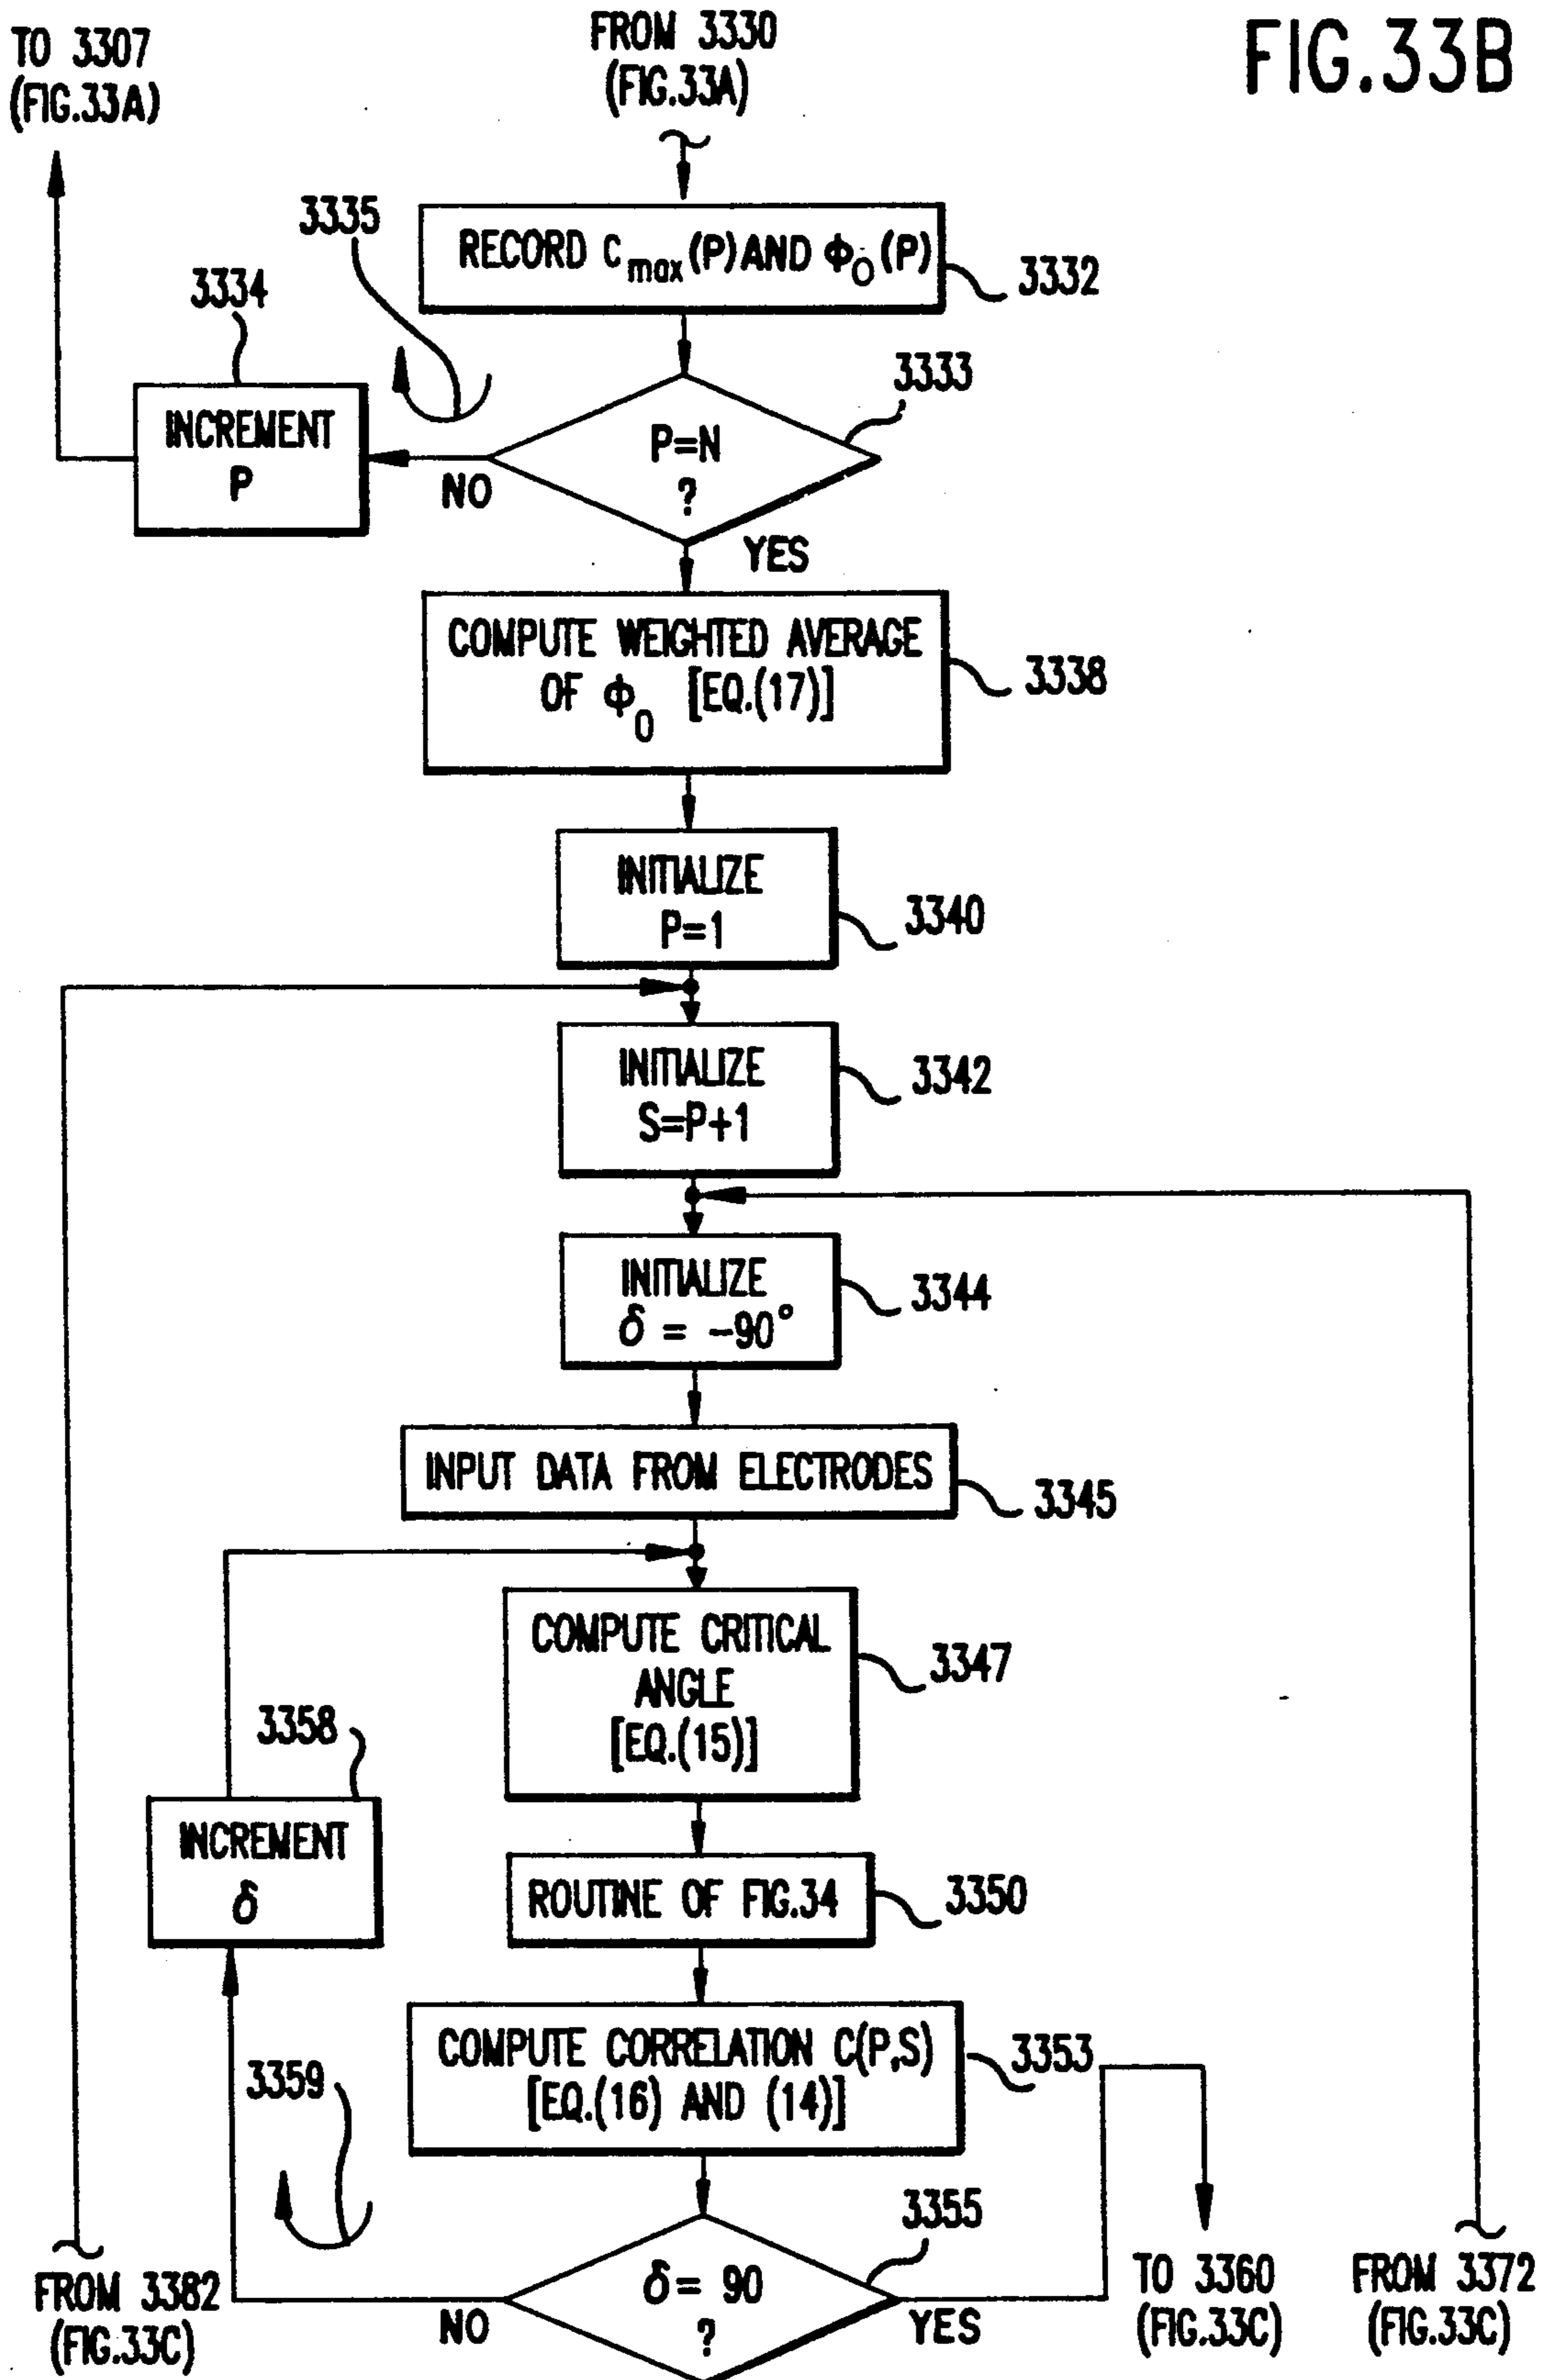 TO 3307
(FIG.33A)
FROM 3330
(FIG.33A)
FIG.33B
3335
RECORD Cmax(P) AND ϕ0(P)
3332
3334
3333
INCREMENT
P
P=N
?
NO
YES
COMPUTE WEIGHTED AVERAGE
OF ϕ0 [EQ.(17)]
3338
INITIALIZE
P=1
3340
INITIALIZE
S=P+1
3342
INITIALIZE
δ = -90°
3344
INPUT DATA FROM ELECTRODES
3345
COMPUTE CRITICAL
ANGLE
[EQ.(15)]
3347
3358
INCREMENT
δ
ROUTINE OF FIG.34
3350
COMPUTE CORRELATION C(P,S)
[EQ.(16) AND (14)]
3353
3359
3355
δ= 90
?
NO
YES
FROM 3382
(FIG.33C)
TO 3360
(FIG.33C)
FROM 3372
(FIG.33C)